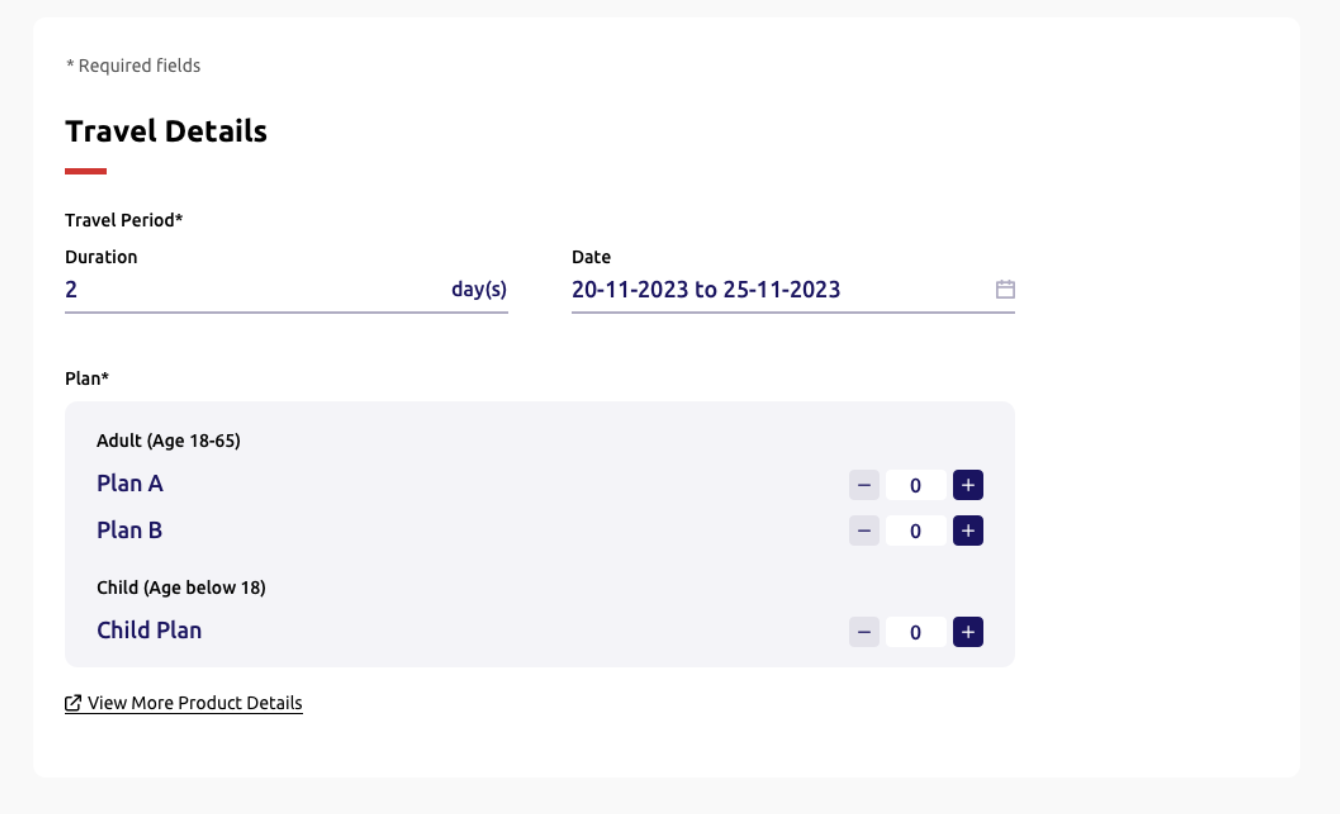 * Required fields
Travel Details
Travel Period*
Duration
2 day(s)
Date
20-11-2023 to 25-11-2023
Plan*
Adult (Age 18-65)
Plan A − 0 +
Plan B − 0 +
Child (Age below 18)
Child Plan − 0 +
View More Product Details